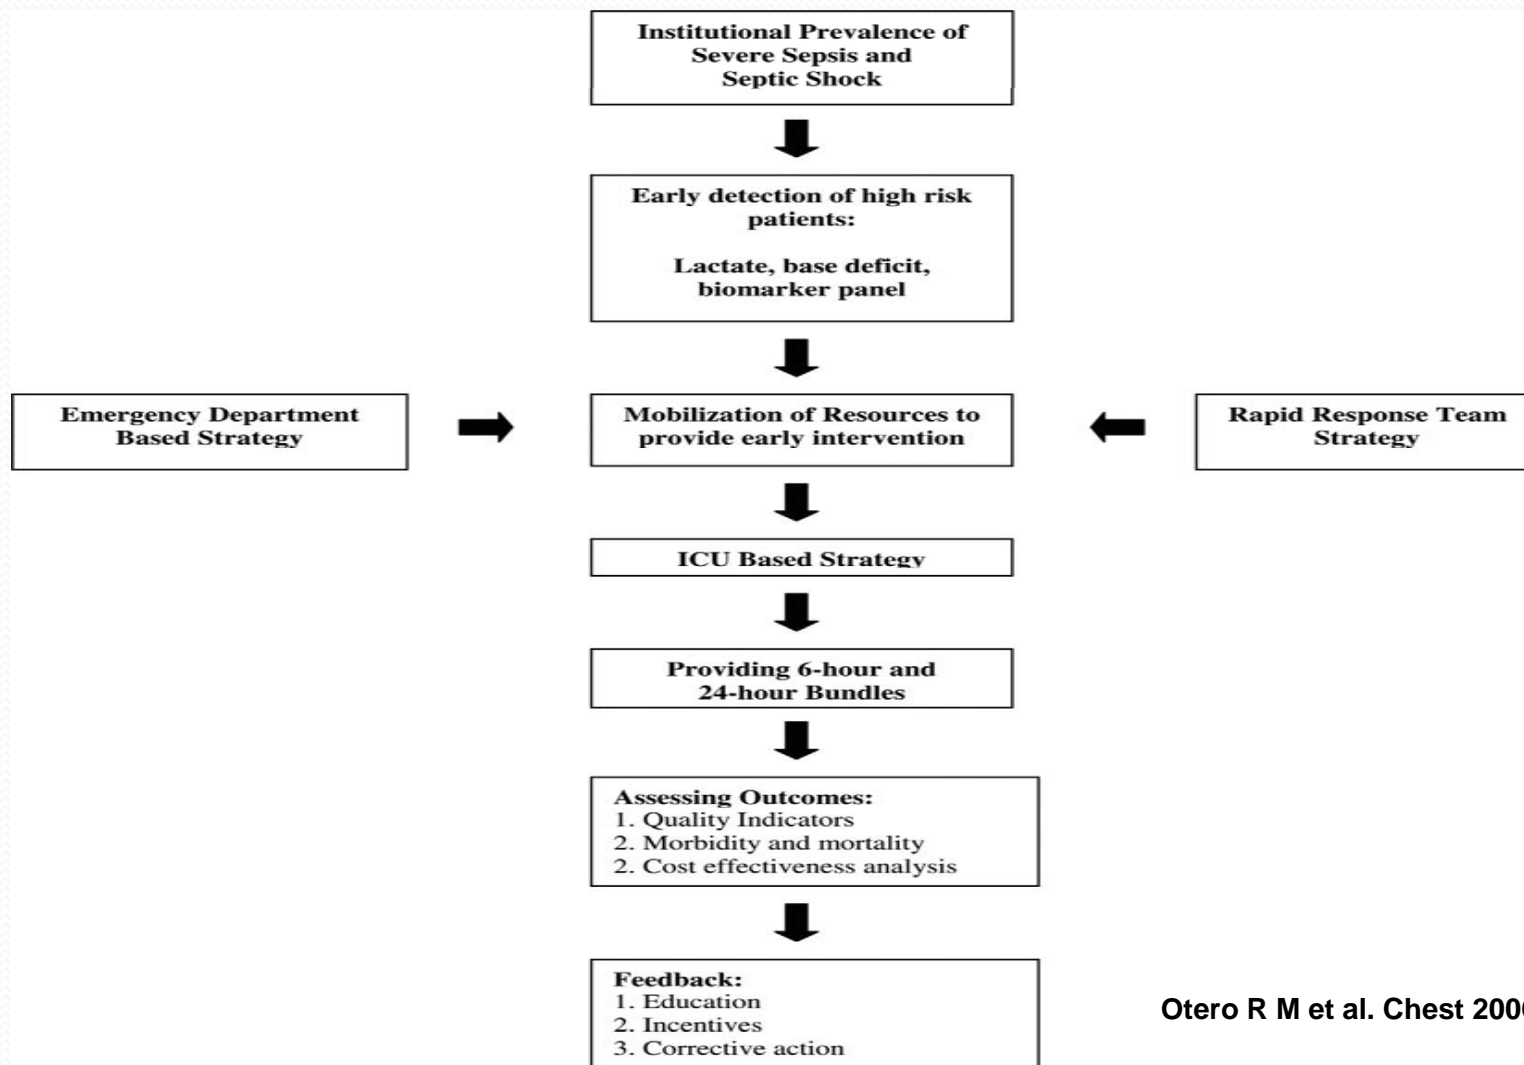 Institutional Prevalence of
Severe Sepsis and
Septic Shock
Early detection of high risk
patients:
Lactate, base deficit,
biomarker panel
Emergency Department
Based Strategy
Mobilization of Resources to
provide early intervention
Rapid Response Team
Strategy
ICU Based Strategy
Providing 6-hour and
24-hour Bundles
Assessing Outcomes:
1. Quality Indicators
2. Morbidity and mortality
2. Cost effectiveness analysis
Feedback:
1. Education
2. Incentives
3. Corrective action
Otero R M et al. Chest